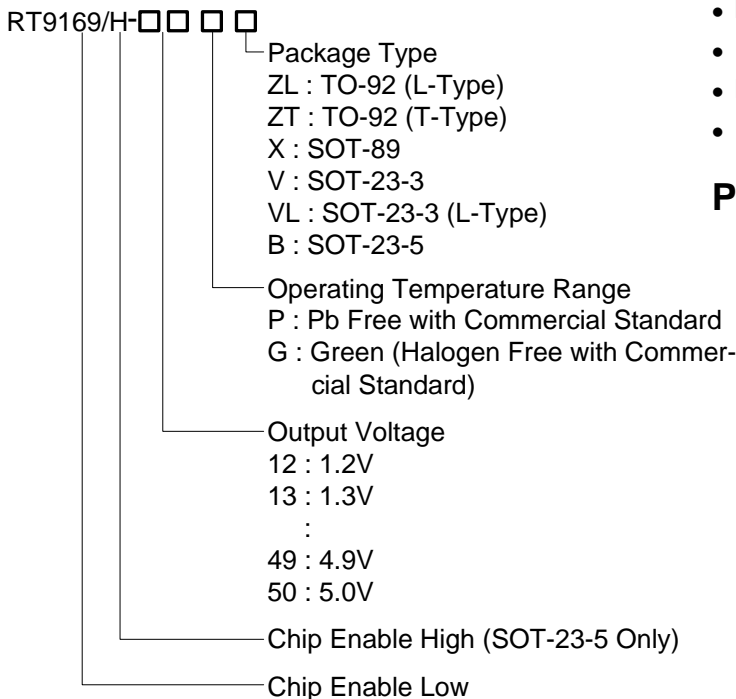 RT9169/H-□□ □ □
Package Type
ZL : TO-92 (L-Type)
ZT : TO-92 (T-Type)
X : SOT-89
V : SOT-23-3
VL : SOT-23-3 (L-Type)
B : SOT-23-5
Operating Temperature Range
P : Pb Free with Commercial Standard
G : Green (Halogen Free with Commer-
cial Standard)
Output Voltage
12 : 1.2V
13 : 1.3V
:
49 : 4.9V
50 : 5.0V
Chip Enable High (SOT-23-5 Only)
Chip Enable Low
P